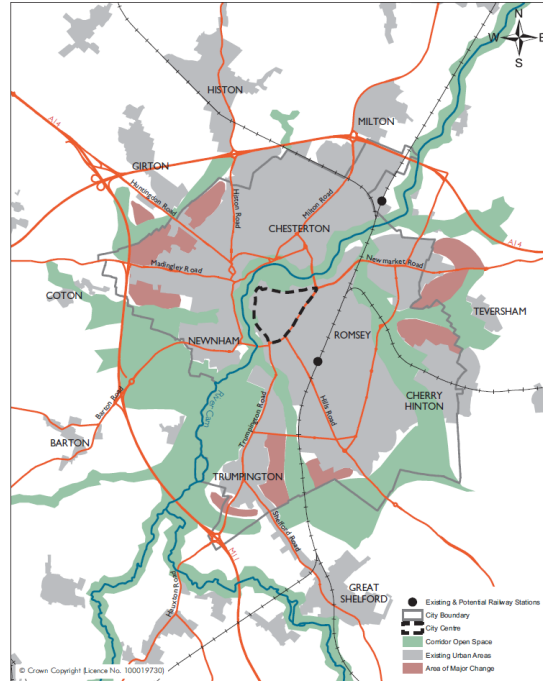 N
W
E
S
HISTON
MILTON
A14
GIRTON
Huntingdon Road
Histon Road
Milton Road
CHESTERTON
A14
Madingley Road
Newmarket Road
COTON
TEVERSHAM
NEWNHAM
ROMSEY
Barton Road
River Cam
Trumpington Road
Hills Road
CHERRY
HINTON
BARTON
TRUMPINGTON
Shelford Road
M11
Hauxton Road
GREAT
SHELFORD
Existing & Potential Railway Stations
City Boundary
City Centre
Corridor Open Space
Existing Urban Areas
Area of Major Change
© Crown Copyright (Licence No. 100019730)